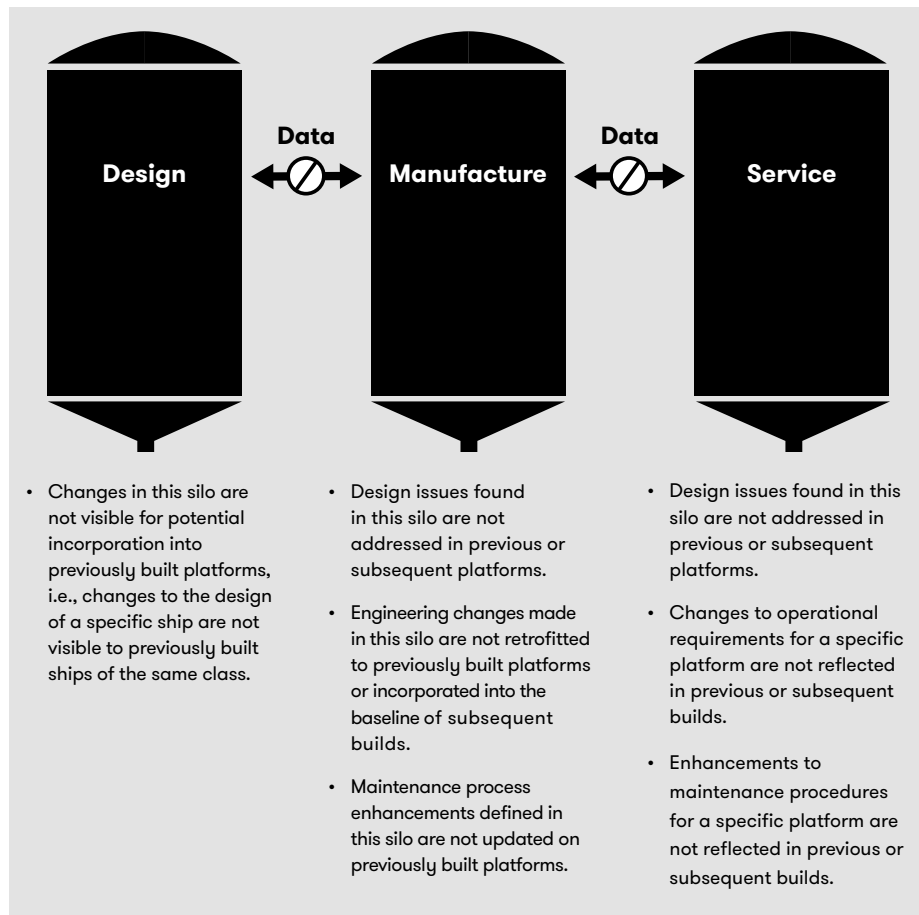 Data
Data
Design
Manufacture
Service
• Changes in this silo are
not visible for potential
incorporation into
previously built platforms,
i.e., changes to the design
of a specific ship are not
visible to previously built
ships of the same class.
• Design issues found
in this silo are not
addressed in previous or
subsequent platforms.
• Engineering changes made
in this silo are not retrofitted
to previously built platforms
or incorporated into the
baseline of subsequent
builds.
• Maintenance process
enhancements defined in
this silo are not updated on
previously built platforms.
• Design issues found in this
silo are not addressed in
previous or subsequent
platforms.
• Changes to operational
requirements for a specific
platform are not reflected
in previous or subsequent
builds.
• Enhancements to
maintenance procedures
for a specific platform are
not reflected in previous or
subsequent builds.